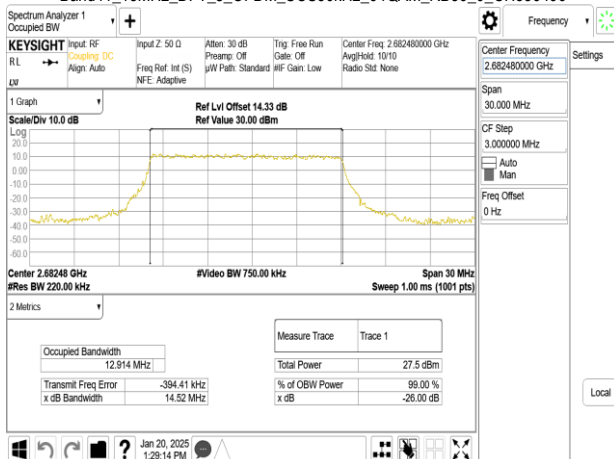 Spectrum Analyzer 1
Occupied BW
+
Frequency
KEYSIGHT
RL
LXI
Input: RF
Coupling: DC
Align: Auto
Input Z: 50 Ω
Freq Ref: Int (S)
NFE: Adaptive
Atten: 30 dB
Preamp: Off
µW Path: Standard
Trig: Free Run
Gate: Off
#IF Gain: Low
Center Freq: 2.682480000 GHz
Avg|Hold: 10/10
Radio Std: None
Center Frequency
2.682480000 GHz
Settings
Span
30.000 MHz
CF Step
3.000000 MHz
Auto
Man
Freq Offset
0 Hz
Local
1 Graph
Scale/Div 10.0 dB
Ref Lvl Offset 14.33 dB
Ref Value 30.00 dBm
Log
20.0
10.0
0.00
-10.0
-20.0
-30.0
-40.0
-50.0
-60.0
Center 2.68248 GHz
#Video BW 750.00 kHz
Span 30 MHz
#Res BW 220.00 kHz
Sweep 1.00 ms (1001 pts)
2 Metrics
Measure Trace Trace 1
Occupied Bandwidth
12.914 MHz
Total Power 27.5 dBm
Transmit Freq Error -394.41 kHz
% of OBW Power 99.00 %
x dB Bandwidth 14.52 MHz
x dB -26.00 dB
?
Jan 20, 2025
1:29:14 PM